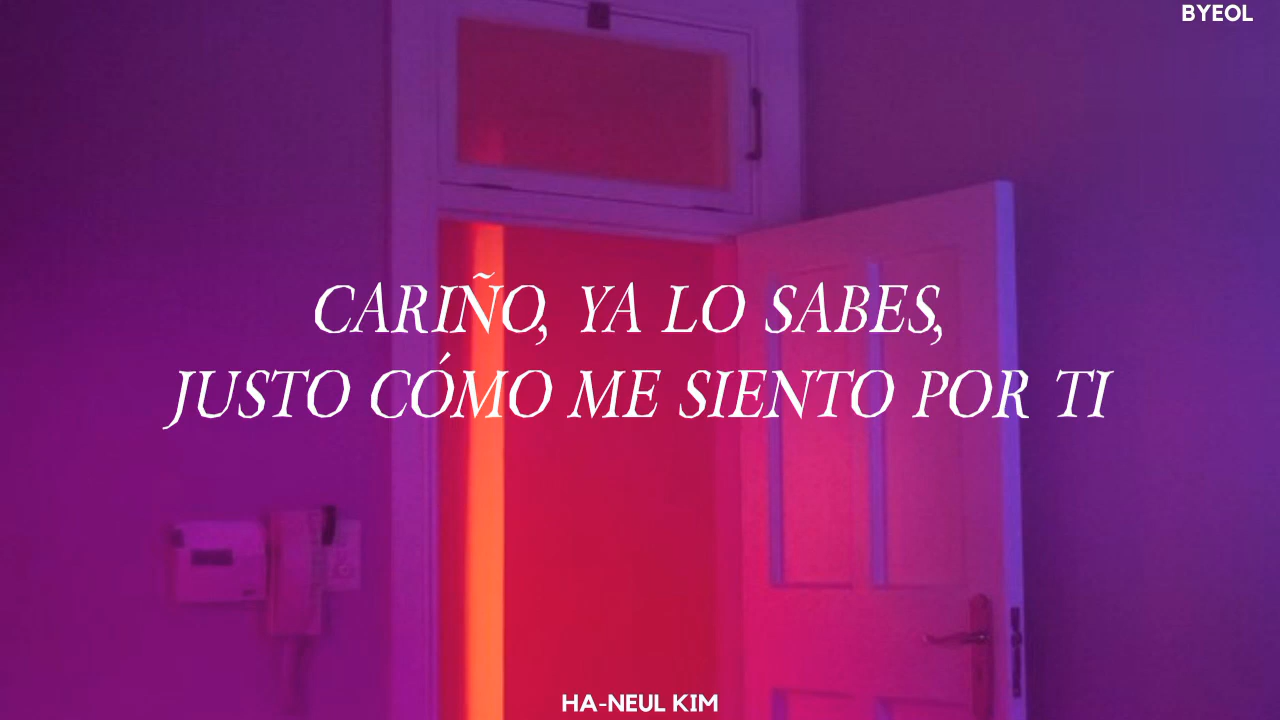 BYEOL
CARIÑO, YA LO SABES,
JUSTO CÓMO ME SIENTO POR TI
HA-NEUL KIM